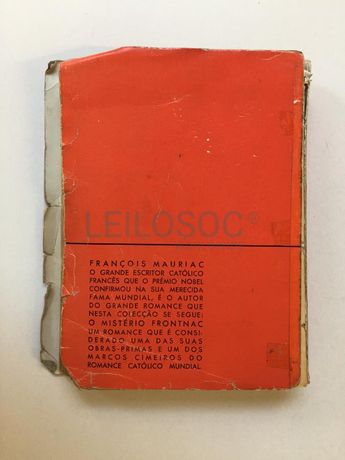 LEILOSOC®
FRANÇOIS MAURIAC
O GRANDE ESCRITOR CATÓLICO
FRANCÊS QUE O PRÉMIO NOBEL
CONFIRMOU NA SUA MERECIDA
FAMA MUNDIAL, É O AUTOR
DO GRANDE ROMANCE QUE
NESTA COLECÇÃO SE SEGUE:
O MISTÉRIO FRONTNAC
UM ROMANCE QUE É CONSI-
DERADO UMA DAS SUAS
OBRAS-PRIMAS E UM DOS
MARCOS CIMEIROS DO
ROMANCE CATÓLICO MUNDIAL.